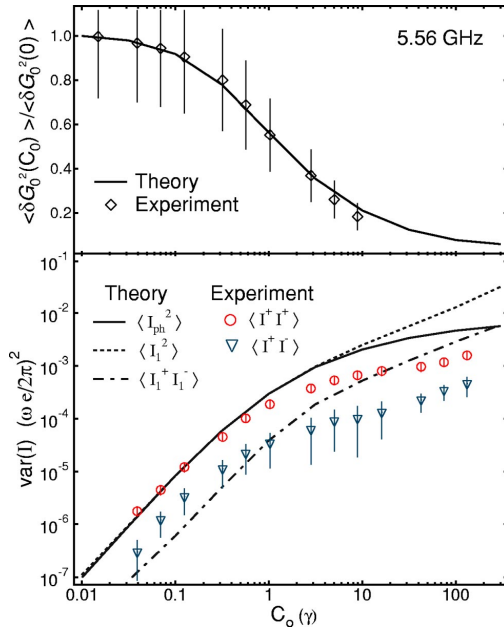 <δG₀²(C₀)>/<δG₀²(0)>
5.56 GHz
1.0
0.8
0.6
0.4
0.2
Theory
Experiment
var(I) (ω e/2π)²
10⁻¹
10⁻²
10⁻³
10⁻⁴
10⁻⁵
10⁻⁶
10⁻⁷
Theory Experiment
⟨ I_ph² ⟩ ⟨ I⁺ I⁺ ⟩
⟨ I₁² ⟩ ⟨ I⁺ I⁻ ⟩
⟨ I₁⁺ I₁⁻ ⟩
0.01 0.1 1 10 100
C₀ (γ)